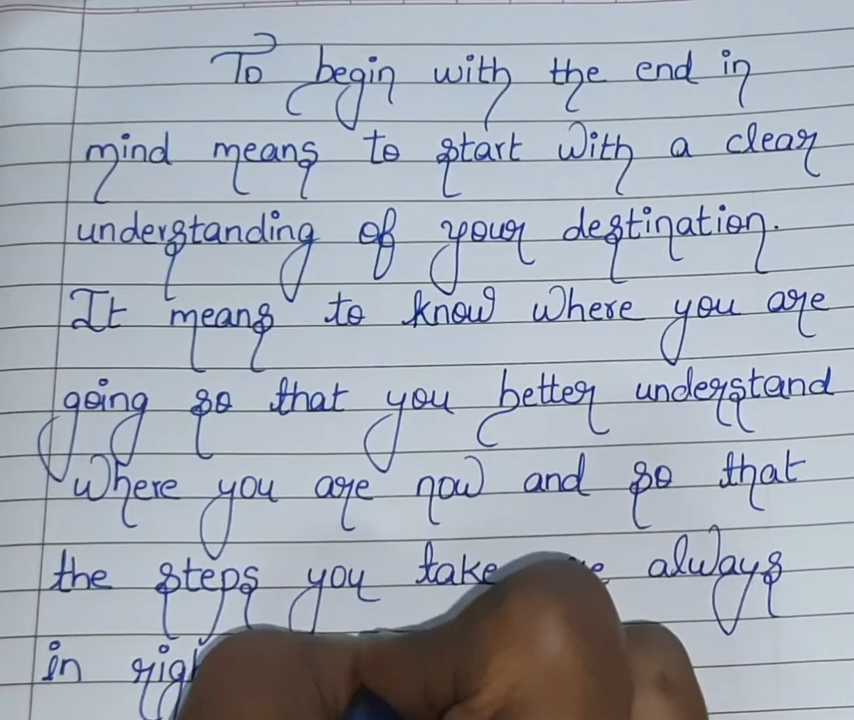 To begin with the end in
mind means to start with a clear
understanding of your destination.
It means to know where you are
going so that you better understand
where you are now and so that
the steps you take always
in